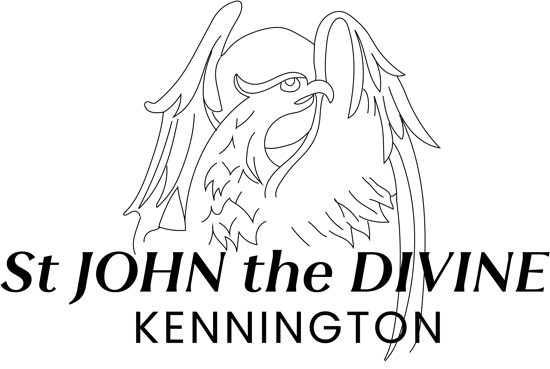 St JOHN the DIVINE
KENNINGTON